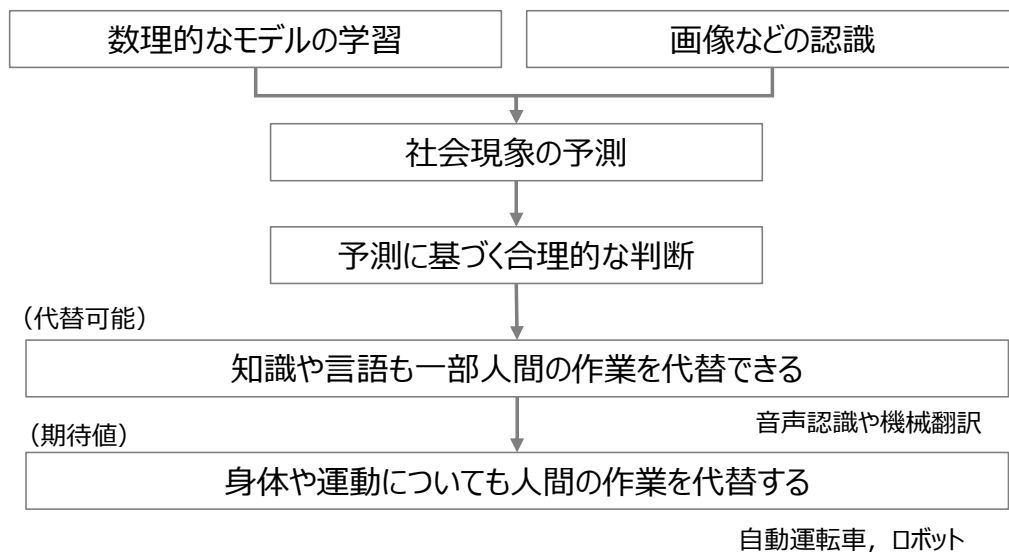 数理的なモデルの学習
画像などの認識
社会現象の予測
予測に基づく合理的な判断
（代替可能）
知識や言語も一部人間の作業を代替できる
音声認識や機械翻訳
（期待値）
身体や運動についても人間の作業を代替する
自動運転車，ロボット